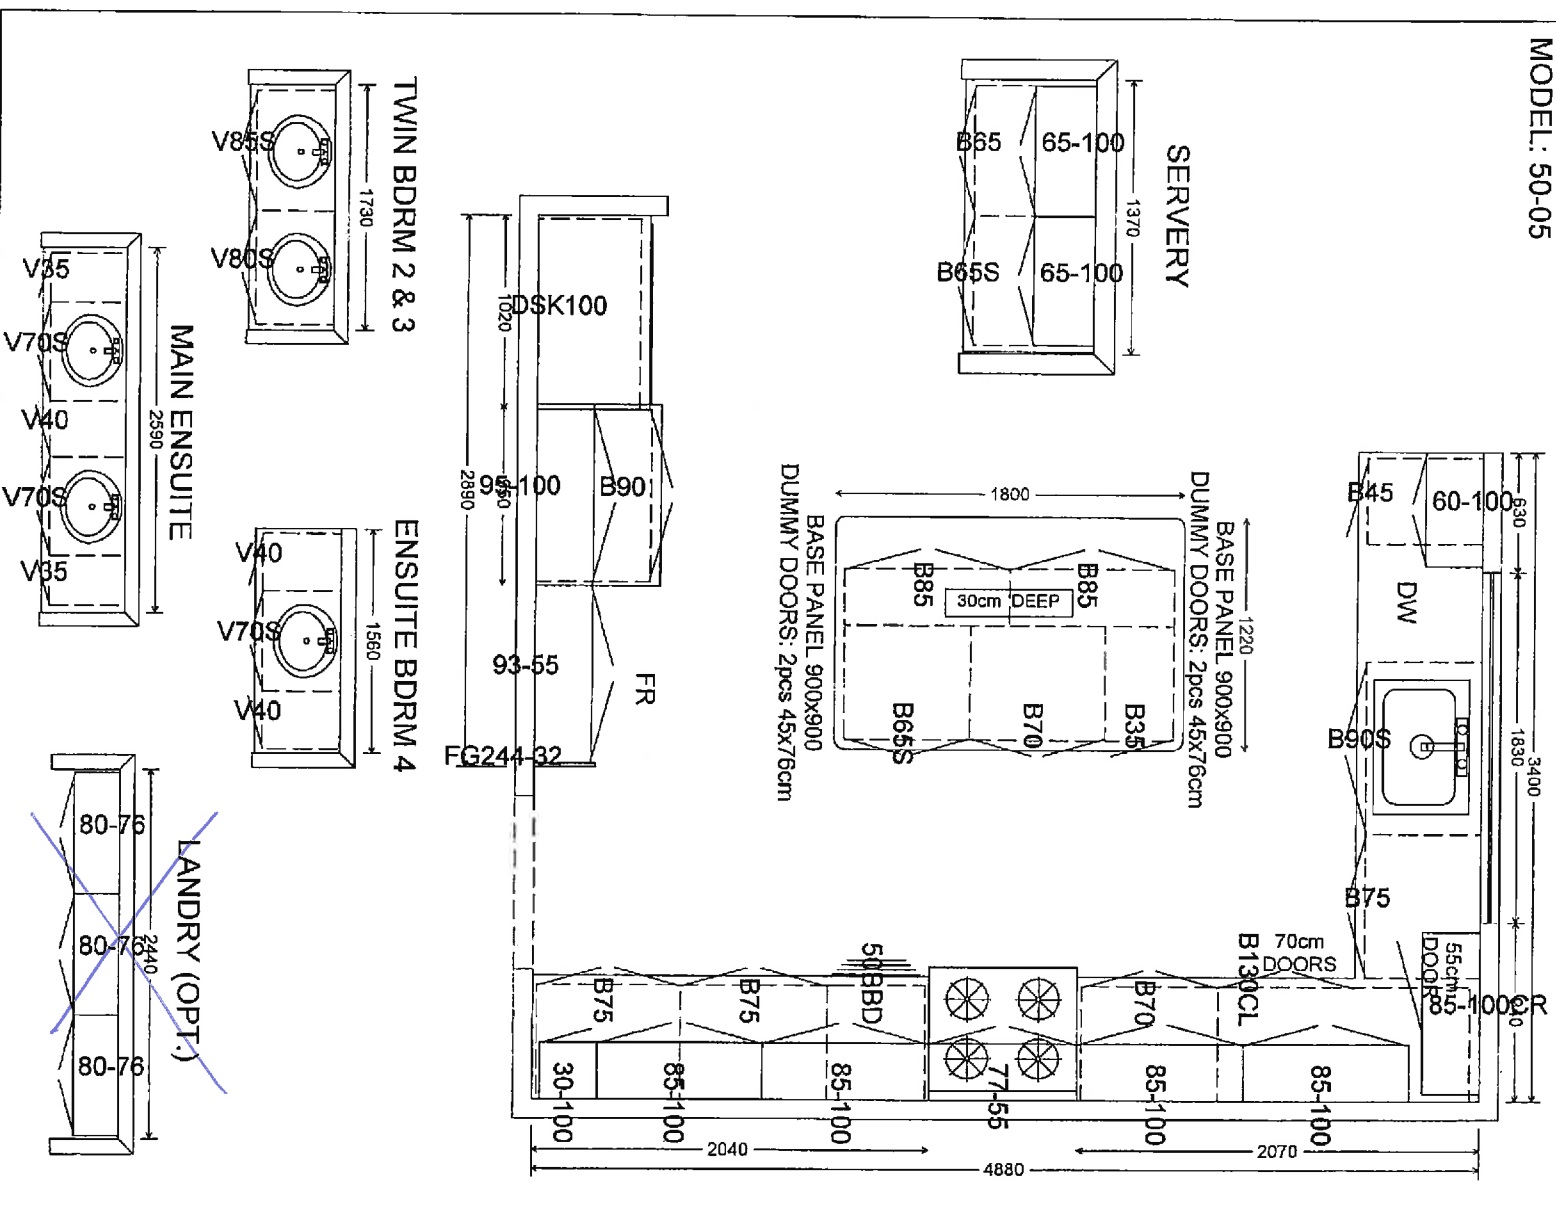 MODEL: 50-05
SERVERY
B65
65-100
B65S
65-100
1370
TWIN BDRM 2 & 3
V85S
V80S
1730
MAIN ENSUITE
V35
V70S
V40
V70S
V35
2590
ENSUITE BDRM 4
V40
V70S
V40
1560
LANDRY (OPT.)
80-76
80-76
80-76
2440
DSK100
1020
2890
95-100
B90
93-55
FR
FG244-32
1800
1220
BASE PANEL 900x900
DUMMY DOORS: 2pcs 45x76cm
BASE PANEL 900x900
DUMMY DOORS: 2pcs 45x76cm
B85
B85
30cm DEEP
B65S
B70
B35
B45
60-100
630
DW
B90S
1830
3400
B75
55cm
DOOR
85-100CR
70cm
DOORS
B130CL
B70
50BBD
B75
B75
30-100
85-100
85-100
77-55
85-100
85-100
2040
2070
4880